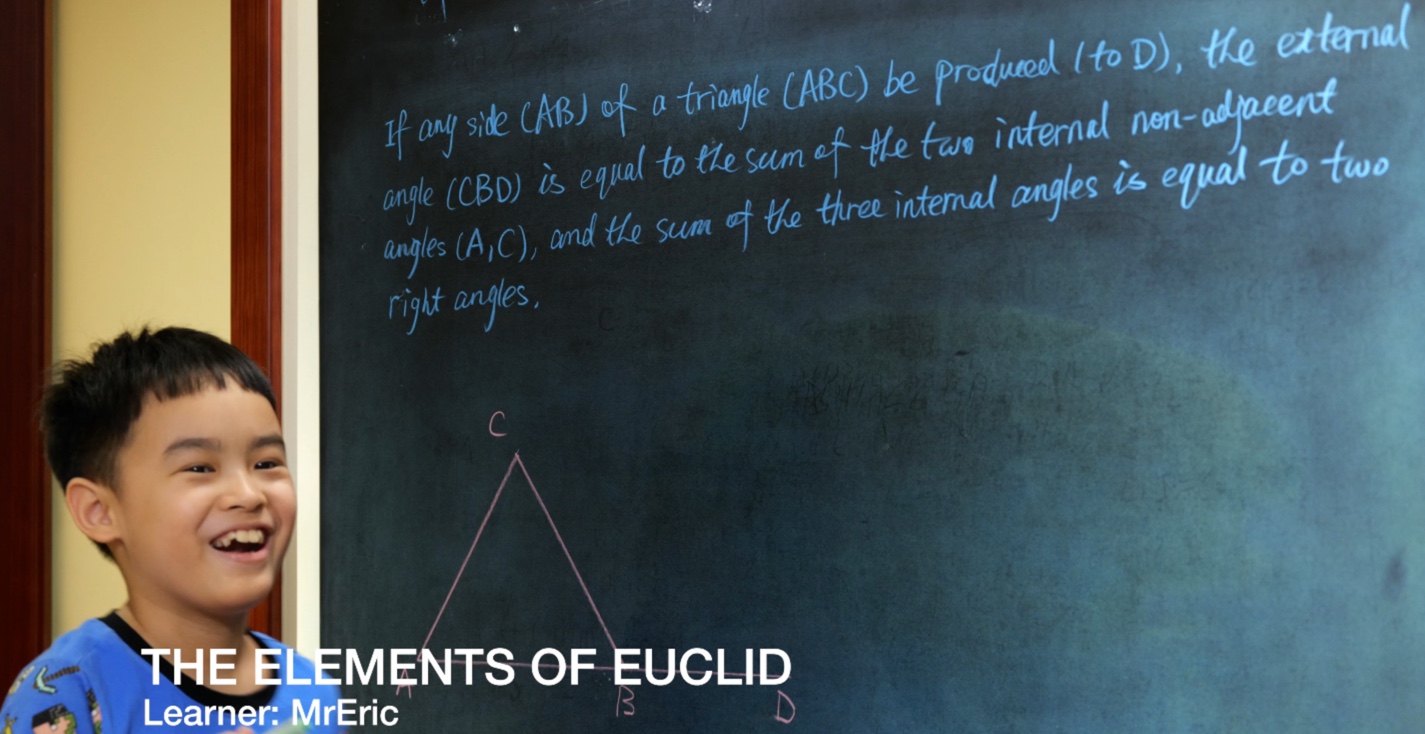 If any side (AB) of a triangle (ABC) be produced (to D), the external
angle (CBD) is equal to the sum of the two internal non-adjacent
angles (A,C), and the sum of the three internal angles is equal to two
right angles.
C
A
B
D
THE ELEMENTS OF EUCLID
Learner: MrEric